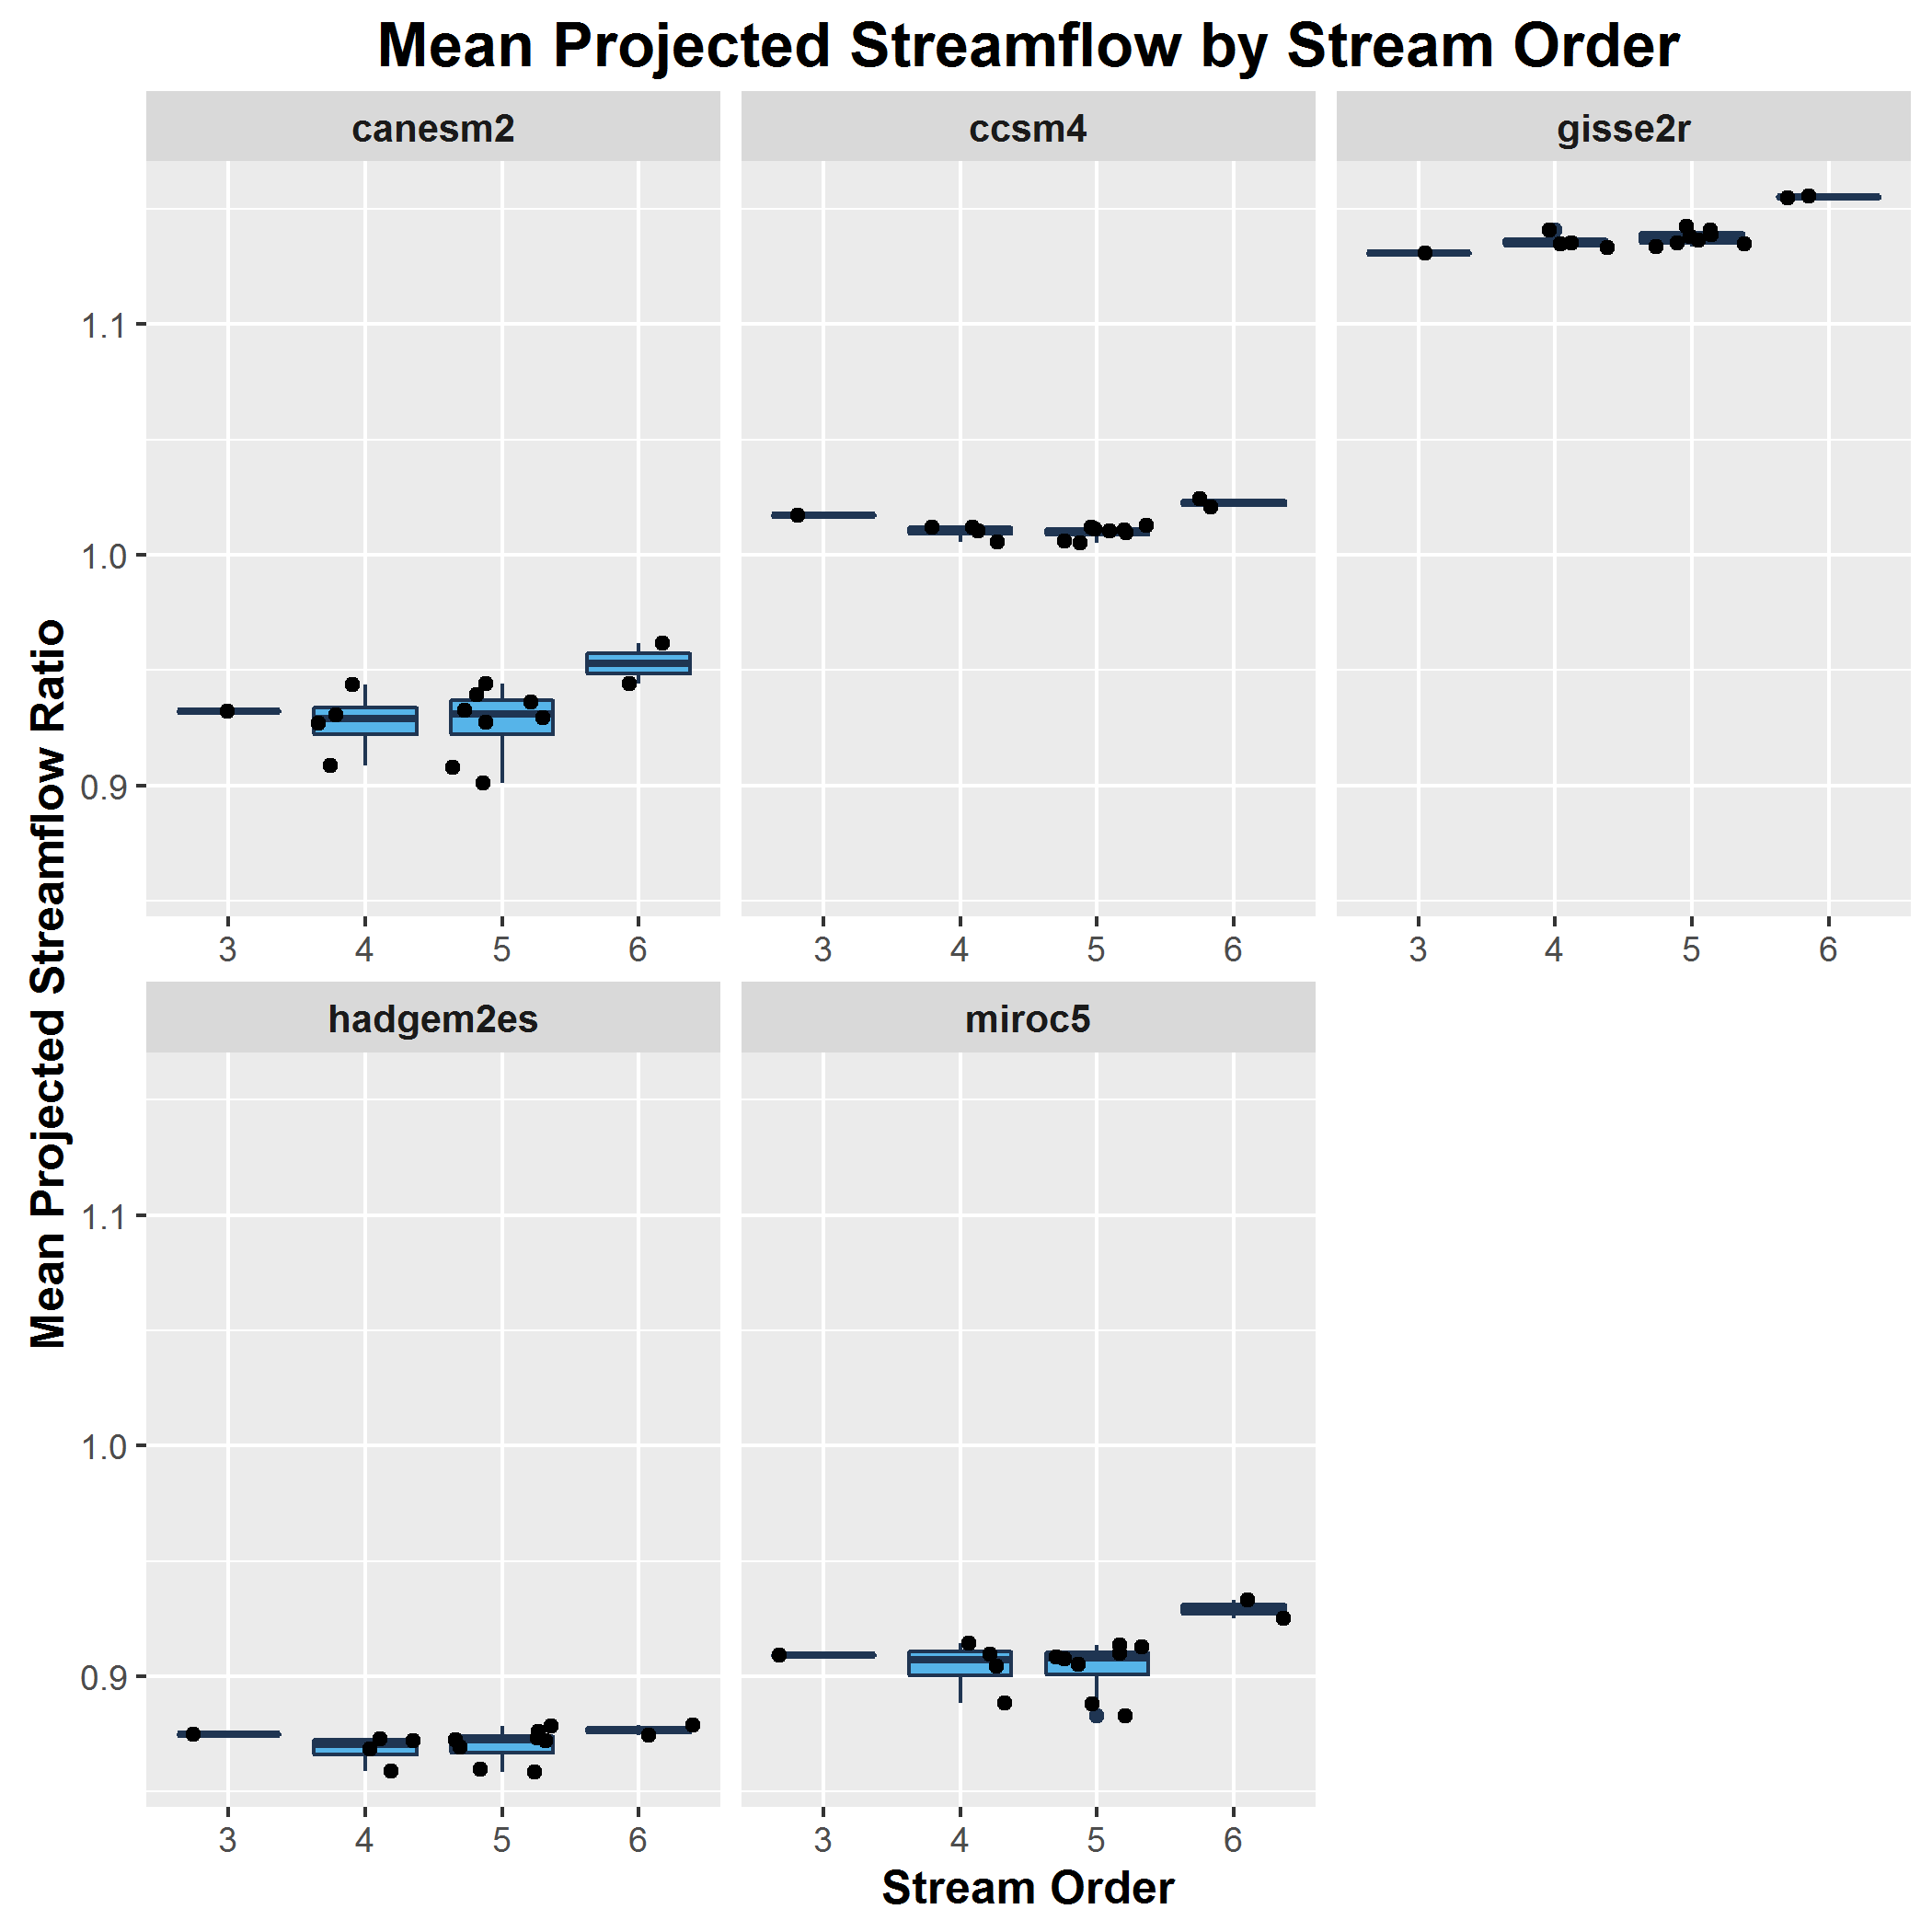 Mean Projected Streamflow by Stream Order
canesm2
ccsm4
gisse2r
1.1
1.0
0.9
3 4 5 6
3 4 5 6
3 4 5 6
hadgem2es
miroc5
1.1
1.0
0.9
3 4 5 6
3 4 5 6
Mean Projected Streamflow Ratio
Stream Order